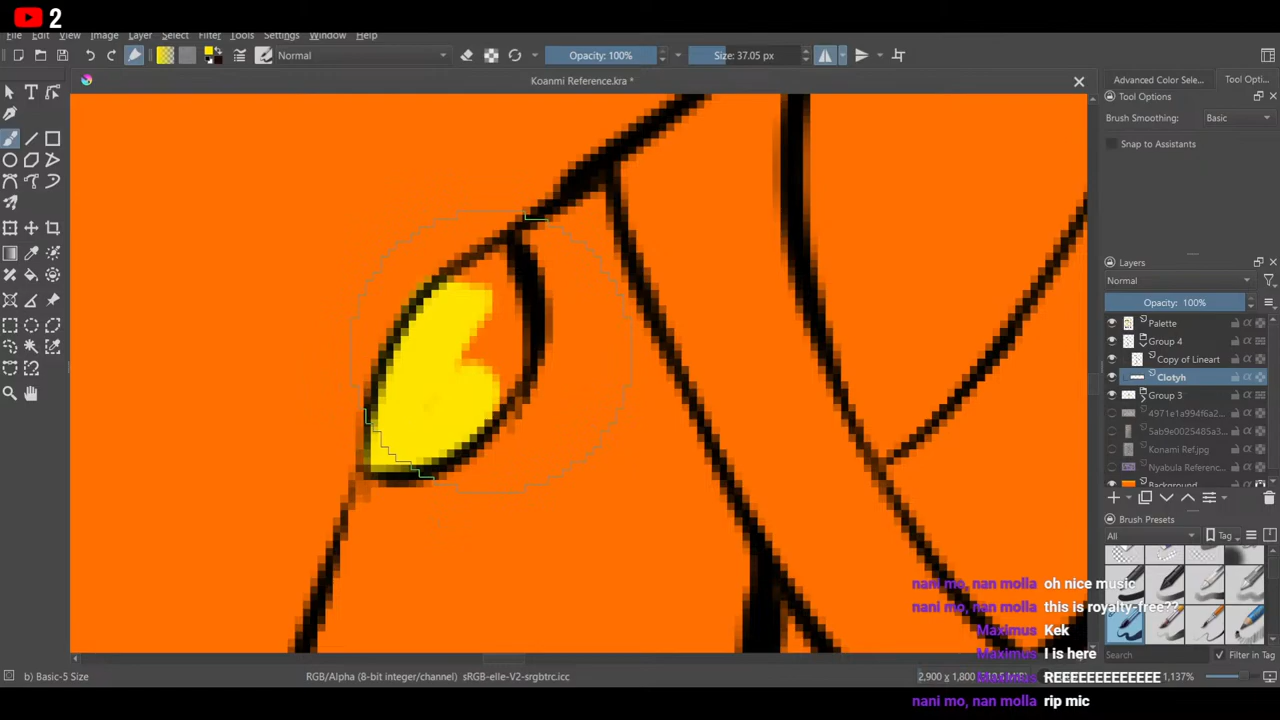 2
File Edit View Image Layer Select Filter Tools Settings Window Help
Normal Opacity: 100% Size: 37.05 px
Koanmi Reference.kra *
Advanced Color Sele... Tool Opti...
Tool Options
Brush Smoothing: Basic
Snap to Assistants
Layers
Normal
Opacity: 100%
Palette
Group 4
Copy of Lineart
Clotyh
Group 3
4971e1a994f6a2...
5ab9e0025485a3...
Konami Ref.jpg
Nyabula Reference...
Background
Brush Presets
All Tag
nani mo, nan molla oh nice music
nani mo, nan molla this is royalty-free??
Maximus Kek
Maximus I is here
Maximus REEEEEEEEEEEEE
nani mo, nan molla rip mic
Search Filter in Tag
b) Basic-5 Size RGB/Alpha (8-bit integer/channel) sRGB-elle-V2-srgbtrc.icc 2,900 x 1,800 1,137%